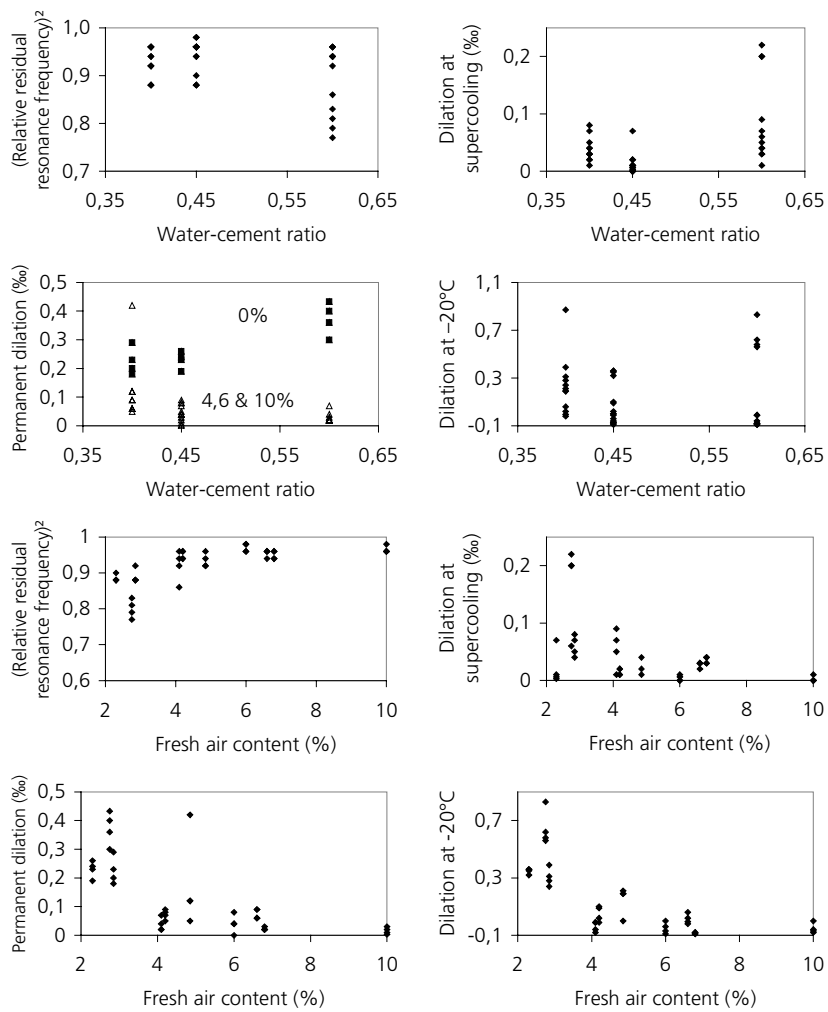 (Relative residual
resonance frequency)²
1,0
0,9
0,8
0,7
0,35 0,45 0,55 0,65
Water-cement ratio
Dilation at
supercooling (‰)
0,2
0,1
0
0,35 0,45 0,55 0,65
Water-cement ratio
Permanent dilation (‰)
0,5
0,4
0,3
0,2
0,1
0
0%
4,6 & 10%
0,35 0,45 0,55 0,65
Water-cement ratio
Dilation at –20°C
1,1
0,7
0,3
-0,1
0,35 0,45 0,55 0,65
Water-cement ratio
(Relative residual
resonance frequency)²
1
0,9
0,8
0,7
0,6
2 4 6 8 10
Fresh air content (%)
Dilation at
supercooling (‰)
0,2
0,1
0
2 4 6 8 10
Fresh air content (%)
Permanent dilation (‰)
0,5
0,4
0,3
0,2
0,1
0
2 4 6 8 10
Fresh air content (%)
Dilation at -20°C
0,7
0,3
-0,1
2 4 6 8 10
Fresh air content (%)